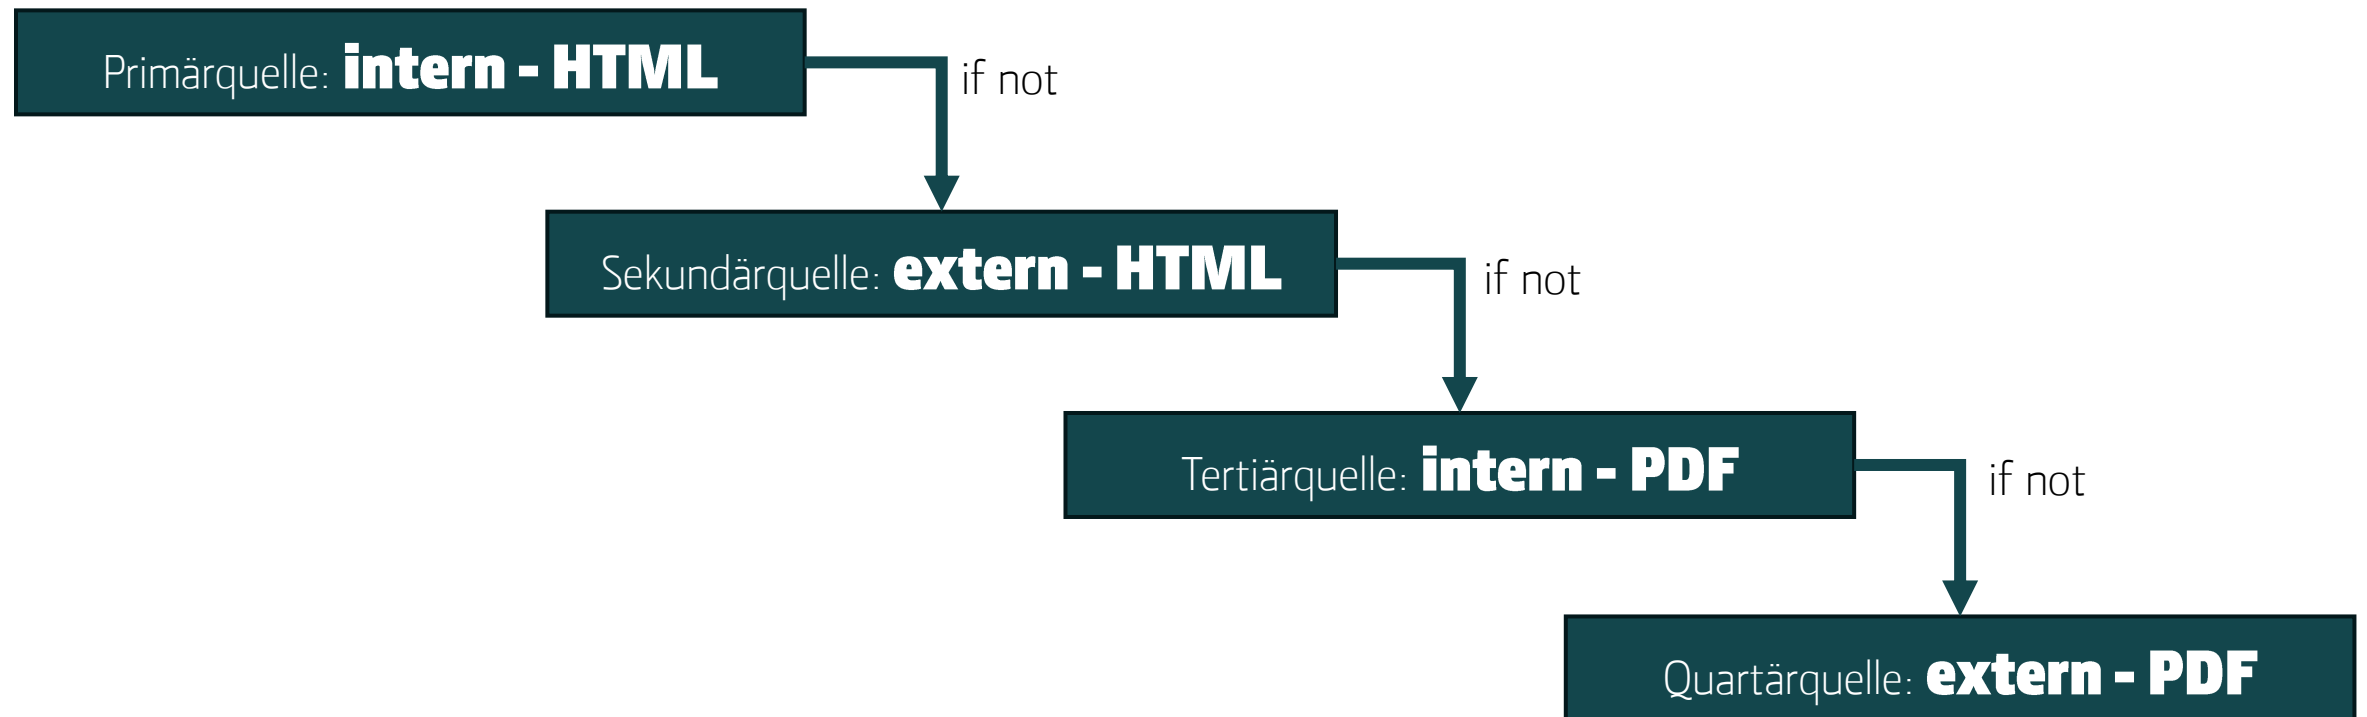 Primärquelle: intern - HTML
if not
Sekundärquelle: extern - HTML
if not
Tertiärquelle: intern - PDF
if not
Quartärquelle: extern - PDF